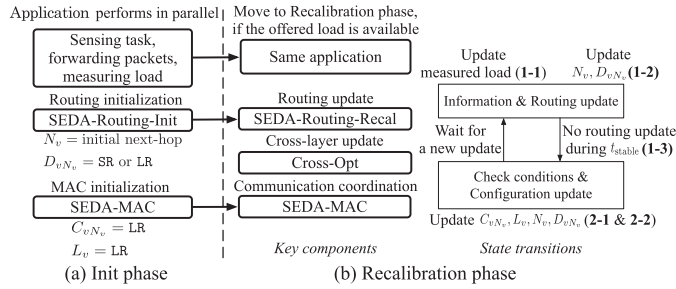 Application performs in parallel
Sensing task,
forwarding packets,
measuring load
Routing initialization
SEDA-Routing-Init
N_v = initial next-hop
D_{vN_v} = SR or LR
MAC initialization
SEDA-MAC
C_{vN_v} = LR
L_v = LR
(a) Init phase
Move to Recalibration phase,
if the offered load is available
Same application
Routing update
SEDA-Routing-Recal
Cross-layer update
Cross-Opt
Communication coordination
SEDA-MAC
Key components
Update
measured load (1-1)
Update
N_v, D_{vN_v} (1-2)
Information & Routing update
Wait for
a new update
No routing update
during t_{stable} (1-3)
Check conditions &
Configuration update
Update C_{vN_v}, L_v, N_v, D_{vN_v} (2-1 & 2-2)
State transitions
(b) Recalibration phase